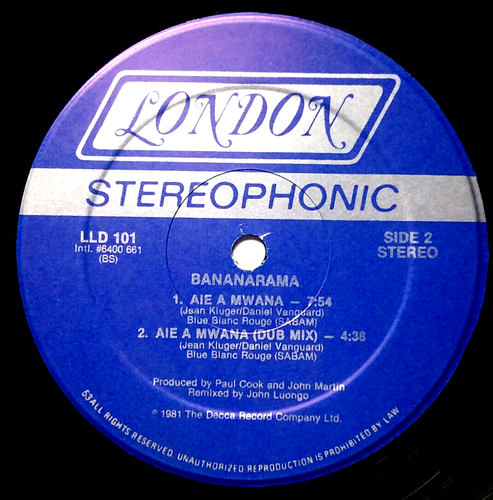 LONDON
STEREOPHONIC
LLD 101
Intl. #6400 661
(BS)
SIDE 2
STEREO
BANANARAMA
1. AIE A MWANA — 7:54
(Jean Kluger/Daniel Vanguard)
Blue Blanc Rouge (SABAM)
2. AIE A MWANA (DUB MIX) — 4:36
(Jean Kluger/Daniel Vanguard)
Blue Blanc Rouge (SABAM)
Produced by Paul Cook and John Martin
Remixed by John Luongo
℗ 1981 The Decca Record Company Ltd.
53 ALL RIGHTS RESERVED UNAUTHORIZED REPRODUCTION IS PROHIBITED BY LAW